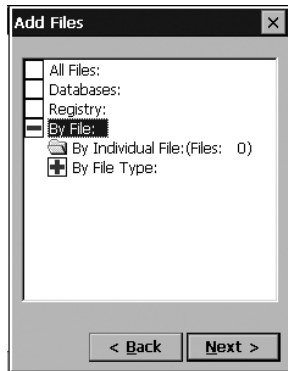 Add Files
All Files:
Databases:
Registry:
By File:
By Individual File:(Files: 0)
By File Type:
< Back
Next >